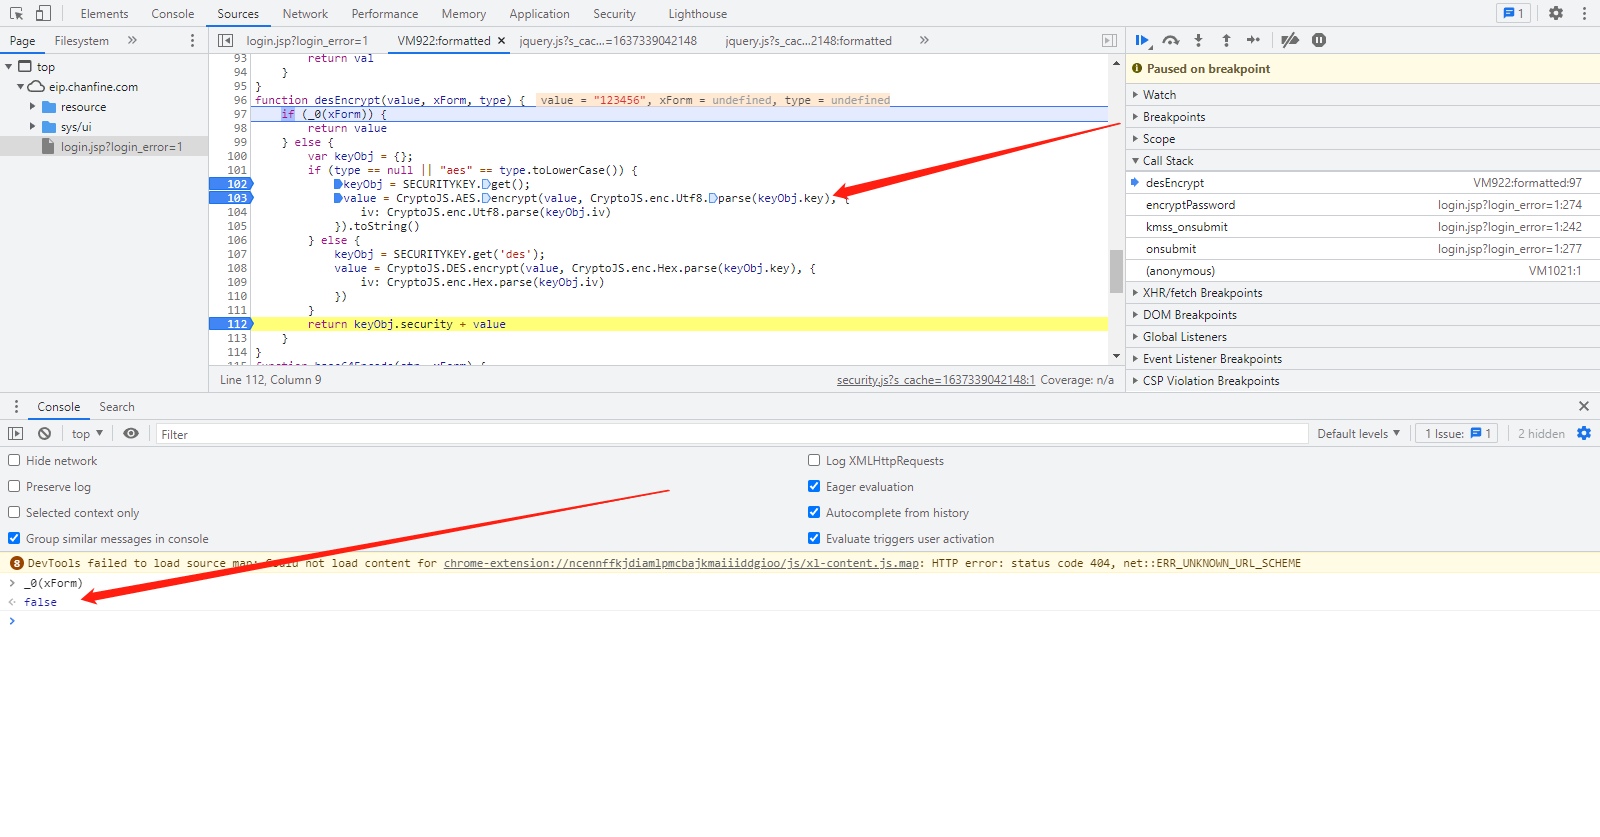 Elements Console Sources Network Performance Memory Application Security Lighthouse 1
Page Filesystem »
login.jsp?login_error=1 VM922:formatted × jquery.js?s_cac...=1637339042148 jquery.js?s_cac...2148:formatted »
top
eip.chanfine.com
resource
sys/ui
login.jsp?login_error=1
93 return val
94 }
95 }
96 function desEncrypt(value, xForm, type) { value = "123456", xForm = undefined, type = undefined
97 if (_0(xForm)) {
98 return value
99 } else {
100 var keyObj = {};
101 if (type == null || "aes" == type.toLowerCase()) {
102 keyObj = SECURITYKEY.get();
103 value = CryptoJS.AES.encrypt(value, CryptoJS.enc.Utf8.parse(keyObj.key), {
104 iv: CryptoJS.enc.Utf8.parse(keyObj.iv)
105 }).toString()
106 } else {
107 keyObj = SECURITYKEY.get('des');
108 value = CryptoJS.DES.encrypt(value, CryptoJS.enc.Hex.parse(keyObj.key), {
109 iv: CryptoJS.enc.Hex.parse(keyObj.iv)
110 })
111 }
112 return keyObj.security + value
113 }
114 }
Line 112, Column 9 security.js?s_cache=1637339042148:1 Coverage: n/a
Paused on breakpoint
Watch
Breakpoints
Scope
Call Stack
desEncrypt VM922:formatted:97
encryptPassword login.jsp?login_error=1:274
kmss_onsubmit login.jsp?login_error=1:242
onsubmit login.jsp?login_error=1:277
(anonymous) VM1021:1
XHR/fetch Breakpoints
DOM Breakpoints
Global Listeners
Event Listener Breakpoints
CSP Violation Breakpoints
Console Search
top Filter Default levels 1 Issue: 1 2 hidden
Hide network
Preserve log
Selected context only
Group similar messages in console
Log XMLHttpRequests
Eager evaluation
Autocomplete from history
Evaluate triggers user activation
8 DevTools failed to load source map: Could not load content for chrome-extension://ncennffkjdiamlpmcbajkmaiiiddgioo/js/xl-content.js.map: HTTP error: status code 404, net::ERR_UNKNOWN_URL_SCHEME
> _0(xForm)
false
>